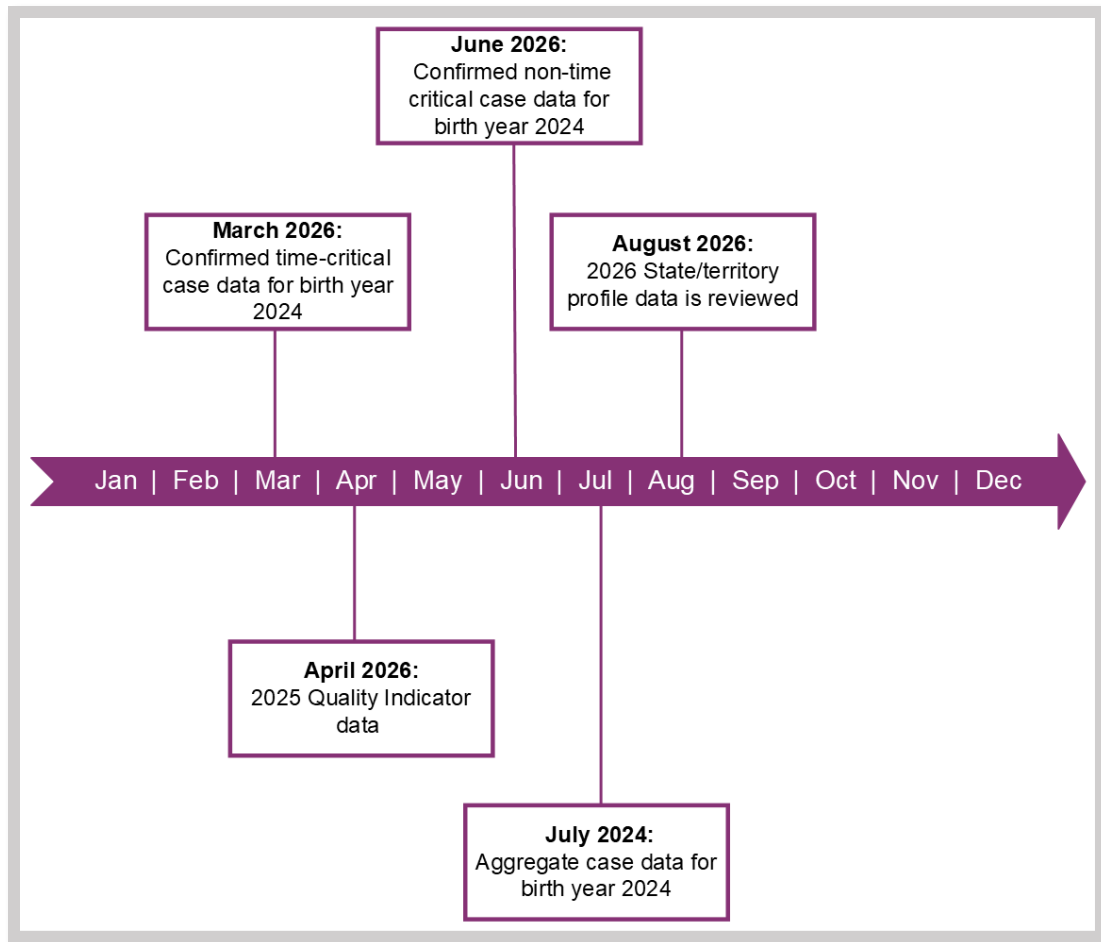 June 2026:
Confirmed non-time
critical case data for
birth year 2024
March 2026:
Confirmed time-critical
case data for birth year
2024
August 2026:
2026 State/territory
profile data is reviewed
Jan | Feb | Mar | Apr | May | Jun | Jul | Aug | Sep | Oct | Nov | Dec
April 2026:
2025 Quality Indicator
data
July 2024:
Aggregate case data for
birth year 2024